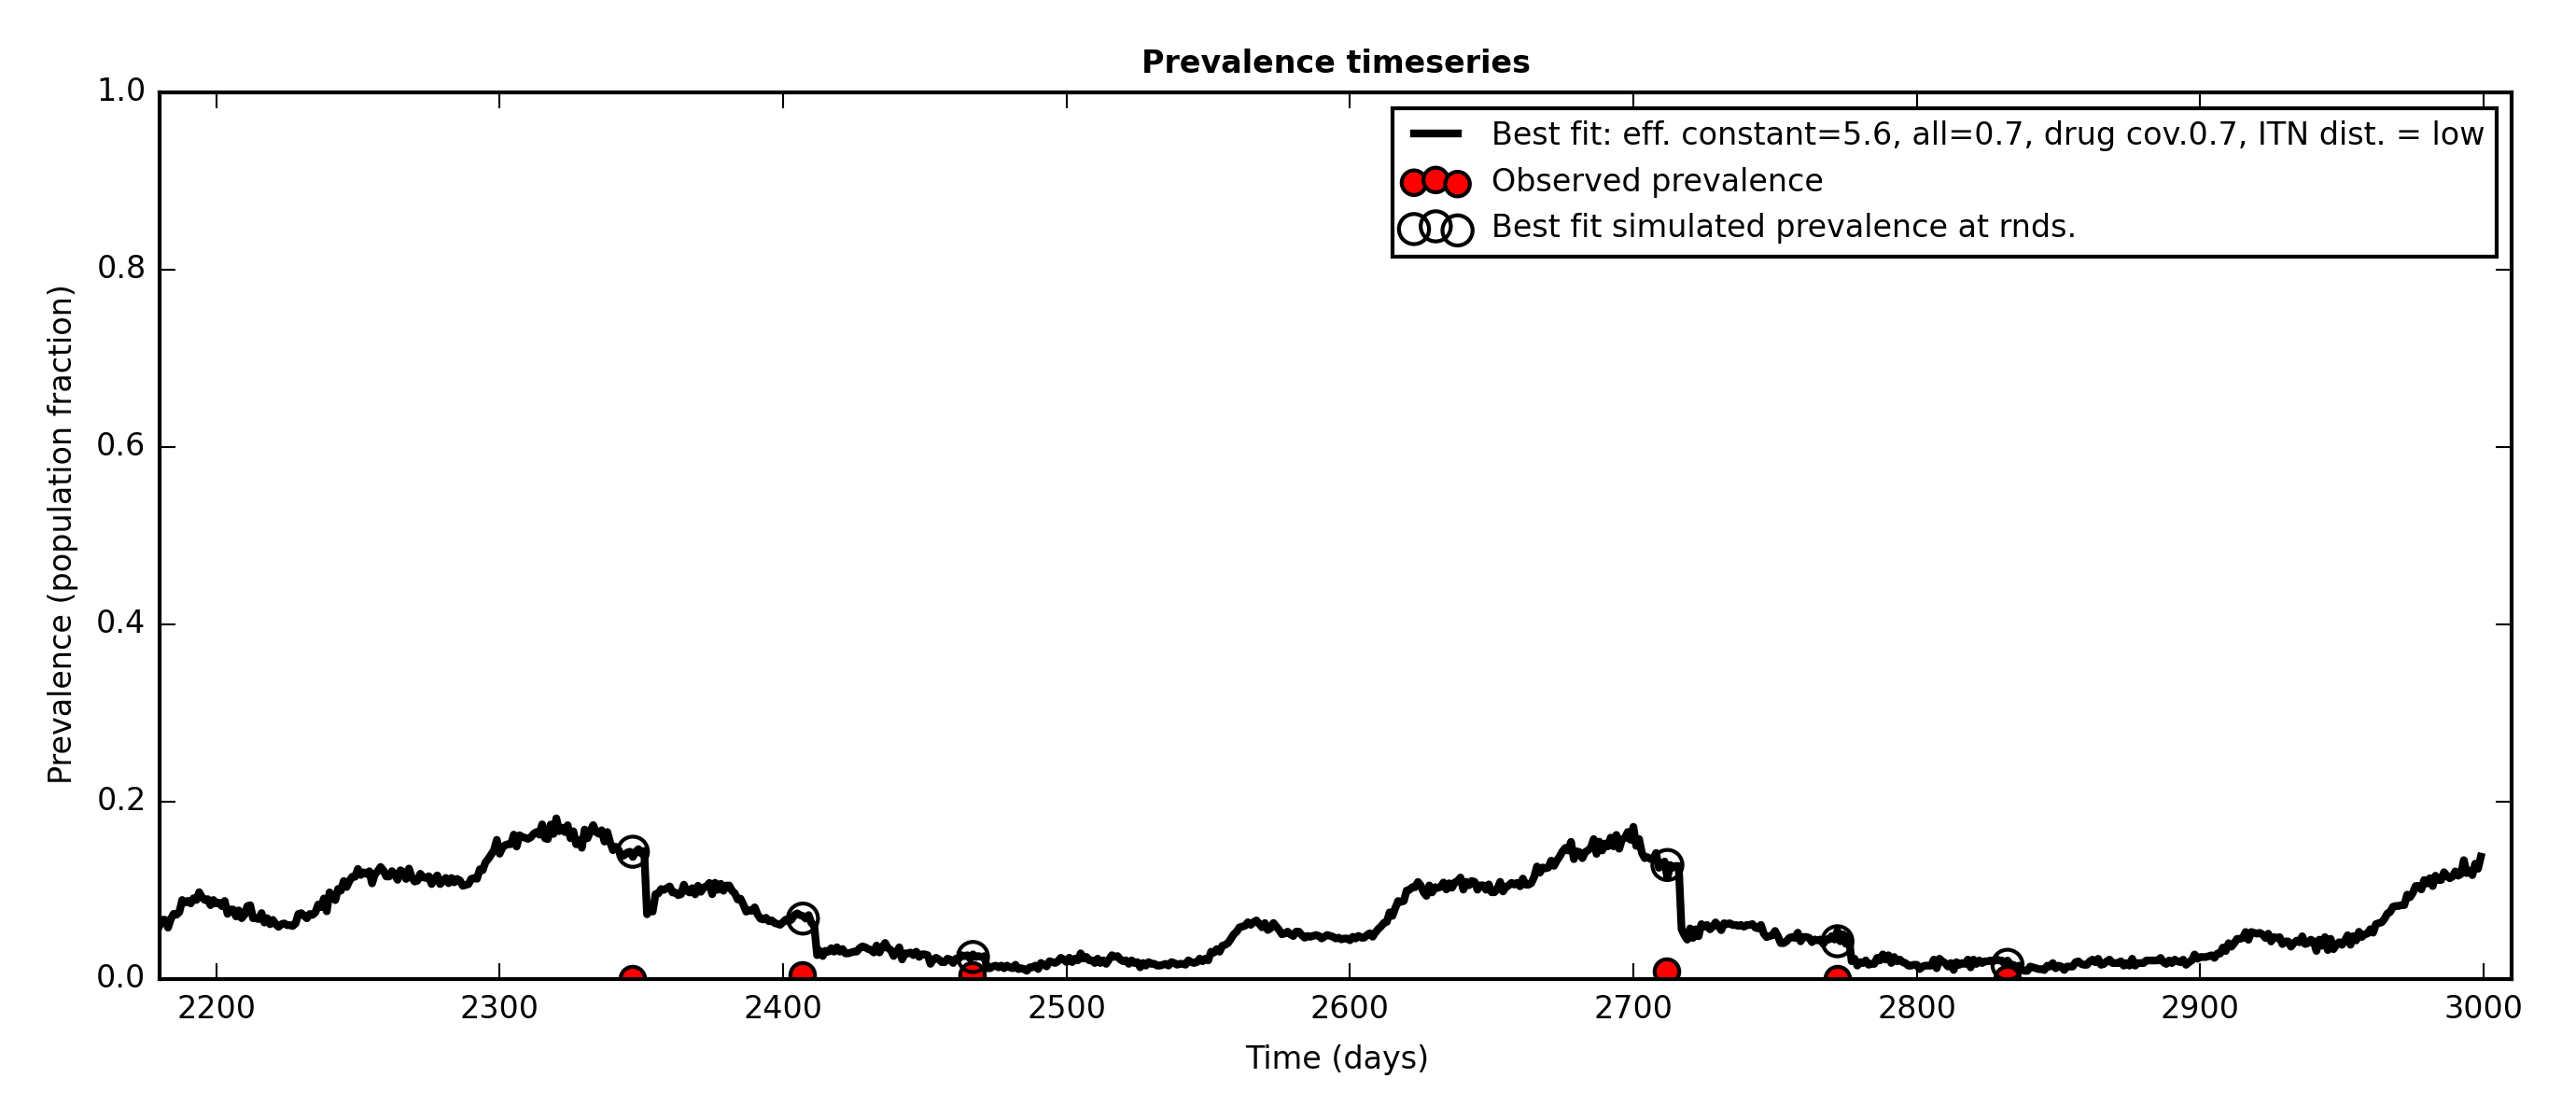 Prevalence timeseries
1.0
0.8
0.6
0.4
0.2
0.0
Prevalence (population fraction)
Best fit: eff. constant=5.6, all=0.7, drug cov.0.7, ITN dist. = low
Observed prevalence
Best fit simulated prevalence at rnds.
2200 2300 2400 2500 2600 2700 2800 2900 3000
Time (days)